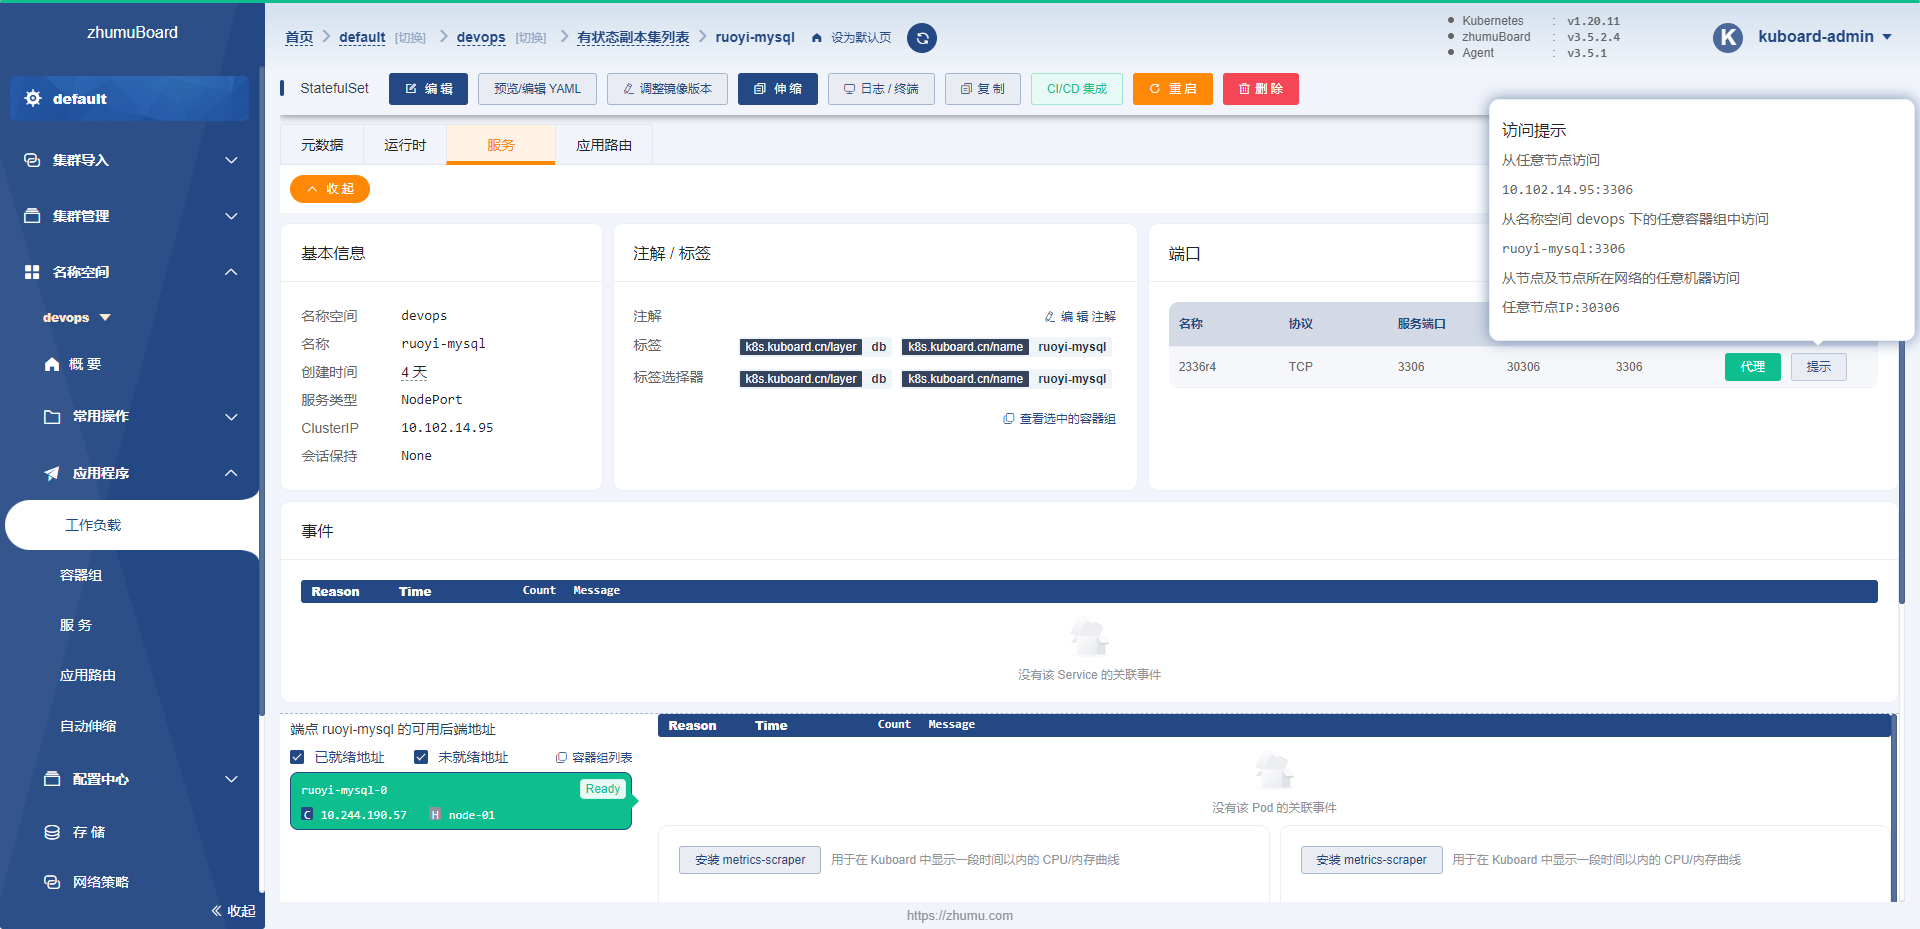 zhumuBoard
default
集群导入
集群管理
名称空间
devops
概 要
常用操作
应用程序
工作负载
容器组
服 务
应用路由
自动伸缩
配置中心
存 储
网络策略
收起
首页 default [切换] devops [切换] 有状态副本集列表 ruoyi-mysql 设为默认页
Kubernetes : v1.20.11
zhumuBoard : v3.5.2.4
Agent : v3.5.1
K kuboard-admin
StatefulSet 编 辑 预览/编辑 YAML 调整镜像版本 伸 缩 日志 / 终端 复 制 CI/CD 集成 重 启 删 除
元数据 运行时 服务 应用路由
收 起
访问提示
从任意节点访问
10.102.14.95:3306
从名称空间 devops 下的任意容器组中访问
ruoyi-mysql:3306
从节点及节点所在网络的任意机器访问
任意节点IP:30306
基本信息
名称空间 devops
名称 ruoyi-mysql
创建时间 4 天
服务类型 NodePort
ClusterIP 10.102.14.95
会话保持 None
注解 / 标签
注解 编 辑 注解
标签 k8s.kuboard.cn/layer db k8s.kuboard.cn/name ruoyi-mysql
标签选择器 k8s.kuboard.cn/layer db k8s.kuboard.cn/name ruoyi-mysql
查看选中的容器组
端口
名称 协议 服务端口
2336r4 TCP 3306 30306 3306 代理 提示
事件
Reason Time Count Message
没有该 Service 的关联事件
端点 ruoyi-mysql 的可用后端地址
已就绪地址 未就绪地址 容器组列表
ruoyi-mysql-0 Ready
C 10.244.190.57 H node-01
Reason Time Count Message
没有该 Pod 的关联事件
安装 metrics-scraper 用于在 Kuboard 中显示一段时间以内的 CPU/内存曲线
安装 metrics-scraper 用于在 Kuboard 中显示一段时间以内的 CPU/内存曲线
https://zhumu.com